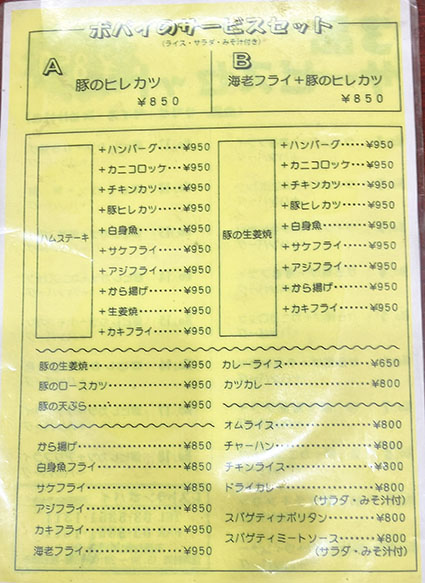 ポパイのサービスセット
(ライス・サラダ・みそ汁付き)
A
豚のヒレカツ
¥850
B
海老フライ+豚のヒレカツ
¥850
ハムステーキ
+ハンバーグ·····¥950
+カニコロッケ···¥950
+チキンカツ·····¥950
+豚ヒレカツ·····¥950
+白身魚·········¥950
+サケフライ·····¥950
+アジフライ·····¥950
+から揚げ·······¥950
+生姜焼·········¥950
+カキフライ·····¥950
豚の生姜焼
+ハンバーグ·····¥950
+カニコロッケ···¥950
+チキンカツ·····¥950
+豚ヒレカツ·····¥950
+白身魚·········¥950
+サケフライ·····¥950
+アジフライ·····¥950
+から揚げ·······¥950
+カキフライ·····¥950
豚の生姜焼··············¥950
豚のロースカツ··········¥950
豚の天ぷら··············¥950
から揚げ················¥850
白身魚フライ············¥850
サケフライ··············¥850
アジフライ··············¥850
カキフライ··············¥950
海老フライ··············¥950
カレーライス············¥650
カツカレー··············¥800
オムライス··············¥800
チャーハン··············¥800
チキンライス············¥300
ドライカレー············¥800
(サラダ・みそ汁付)
スパゲティナポリタン····¥800
スパゲティミートソース··¥800
(サラダ・みそ汁付)